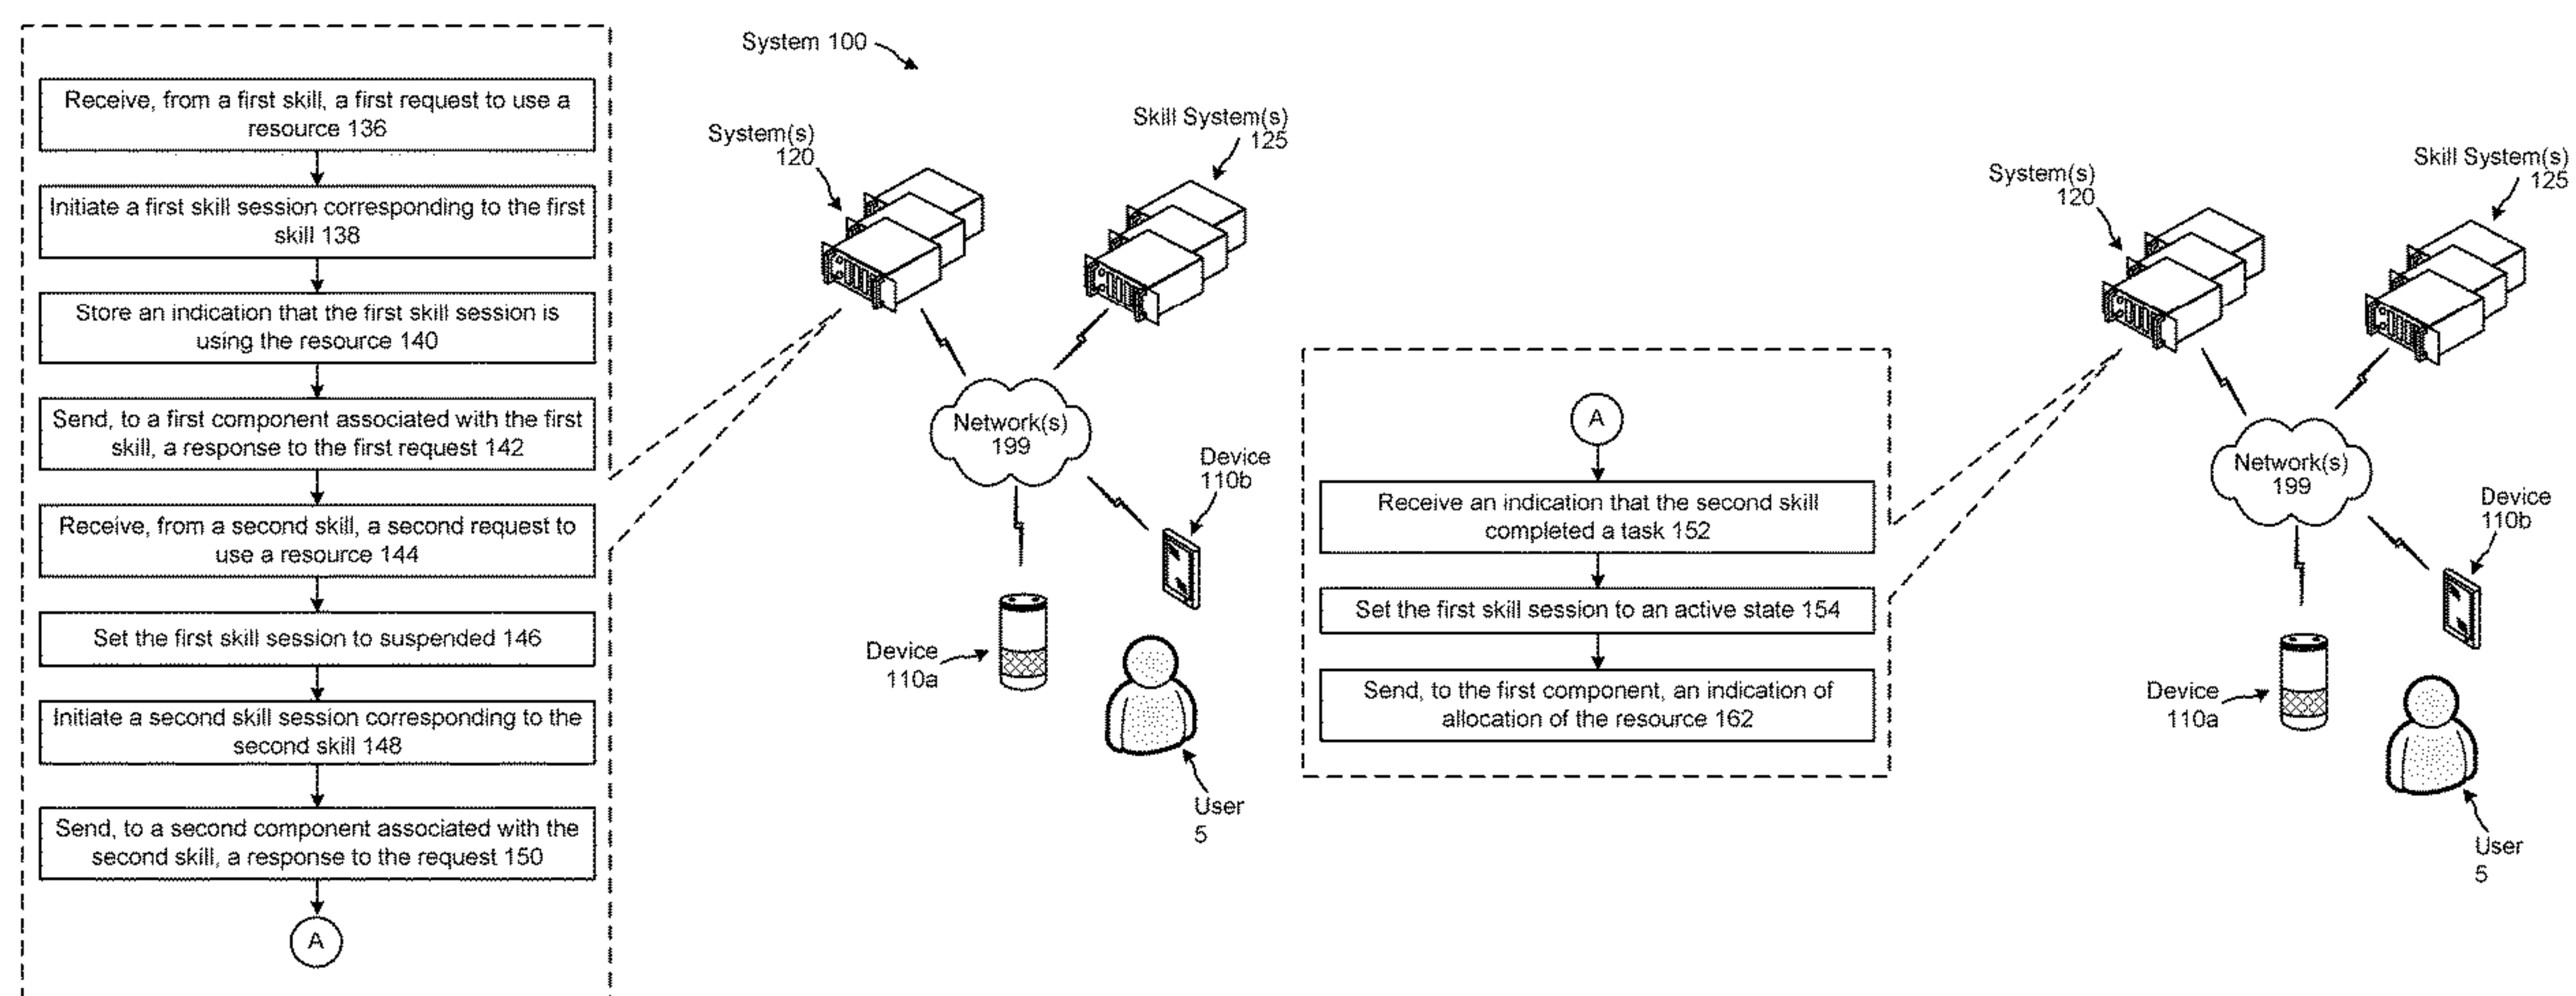 Receive, from a first skill, a first request to use a
resource 136
Initiate a first skill session corresponding to the first
skill 138
Store an indication that the first skill session is
using the resource 140
Send, to a first component associated with the first
skill, a response to the first request 142
Receive, from a second skill, a second request to
use a resource 144
Set the first skill session to suspended 146
Initiate a second skill session corresponding to the
second skill 148
Send, to a second component associated with the
second skill, a response to the request 150
A
System 100
System(s)
120
Skill System(s)
125
Network(s)
199
Device
110b
Device
110a
User
5
A
Receive an indication that the second skill
completed a task 152
Set the first skill session to an active state 154
Send, to the first component, an indication of
allocation of the resource 162
System(s)
120
Skill System(s)
125
Network(s)
199
Device
110b
Device
110a
User
5